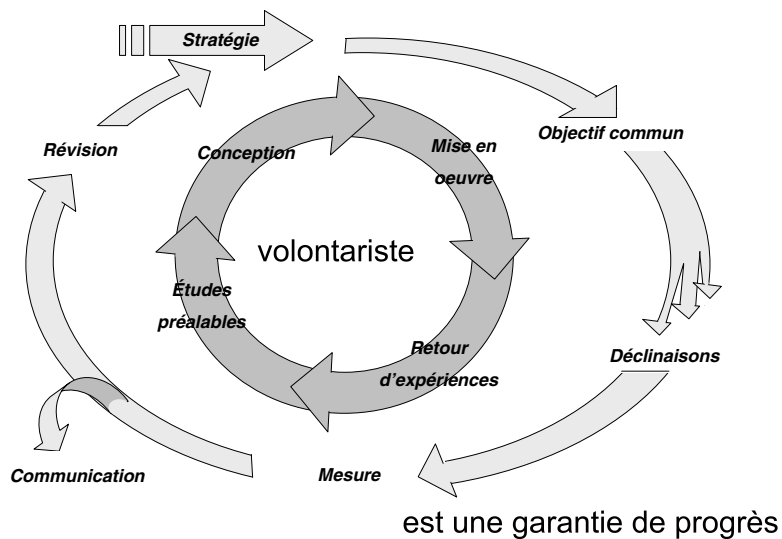 Stratégie
Objectif commun
Révision
Conception
Mise en
oeuvre
volontariste
Études
préalables
Retour
d'expériences
Déclinaisons
Communication
Mesure
est une garantie de progrès